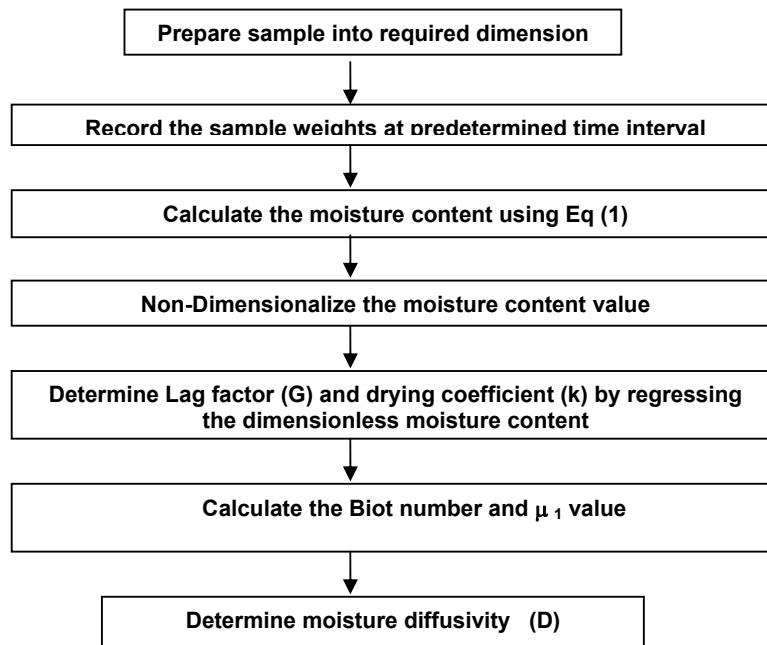 Prepare sample into required dimension
Record the sample weights at predetermined time interval
Calculate the moisture content using Eq (1)
Non-Dimensionalize the moisture content value
Determine Lag factor (G) and drying coefficient (k) by regressing
the dimensionless moisture content
Calculate the Biot number and μ 1 value
Determine moisture diffusivity (D)